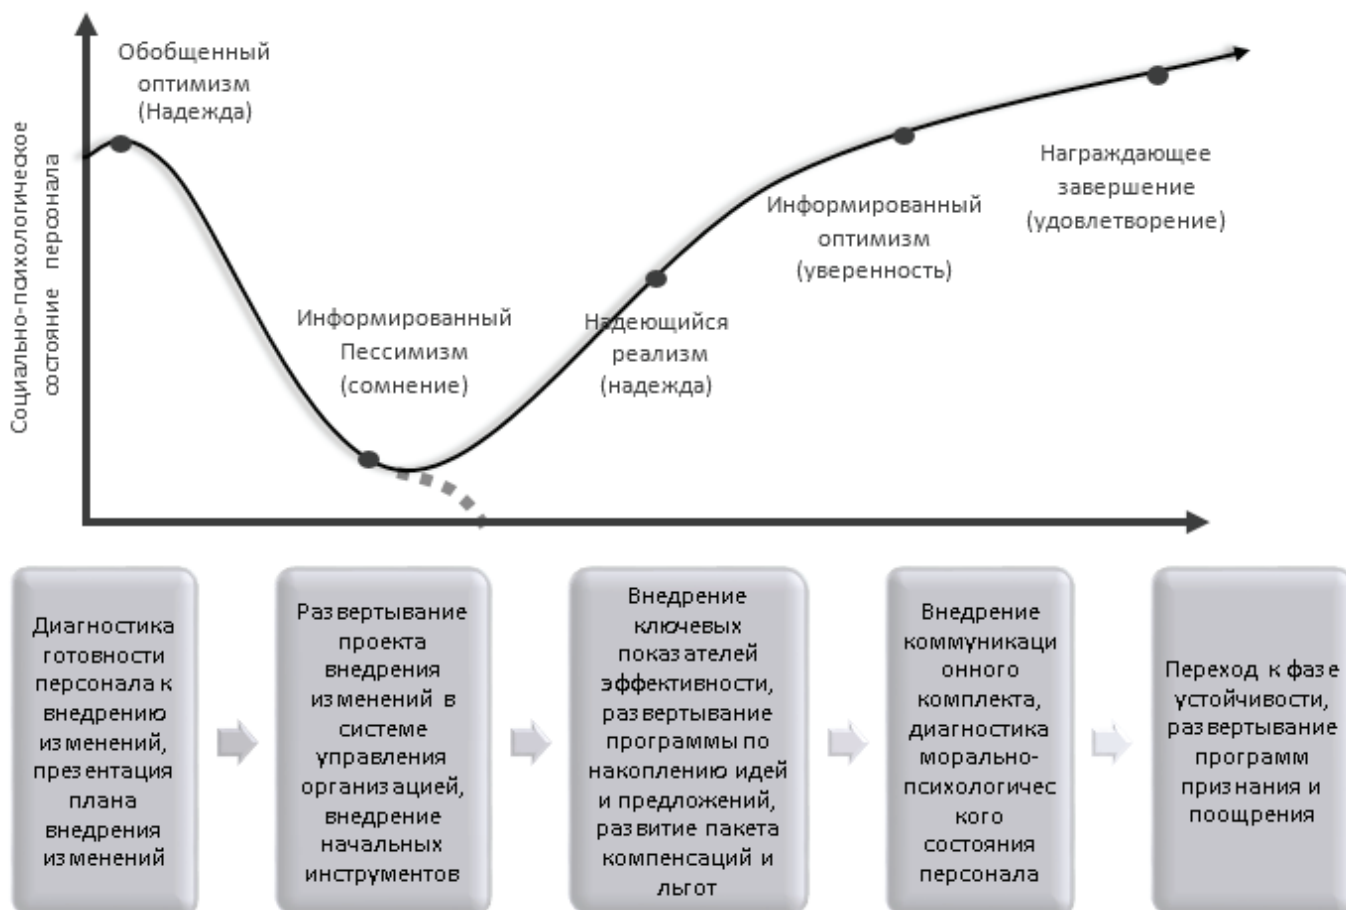 Обобщенный
оптимизм
(Надежда)
Социально-психологическое
состояние персонала
Информированный
Пессимизм
(сомнение)
Надеющийся
реализм
(надежда)
Информированный
оптимизм
(уверенность)
Награждающее
завершение
(удовлетворение)
Диагностика
готовности
персонала к
внедрению
изменений,
презентация
плана
внедрения
изменений
Развертывание
проекта
внедрения
изменений в
системе
управления
организацией,
внедрение
начальных
инструментов
Внедрение
ключевых
показателей
эффективности,
развертывание
программы по
накоплению идей
и предложений,
развитие пакета
компенсаций и
льгот
Внедрение
коммуникаци
онного
комплекта,
диагностика
морально-
психологичес
кого
состояния
персонала
Переход к фазе
устойчивости,
развертывание
программ
признания и
поощрения